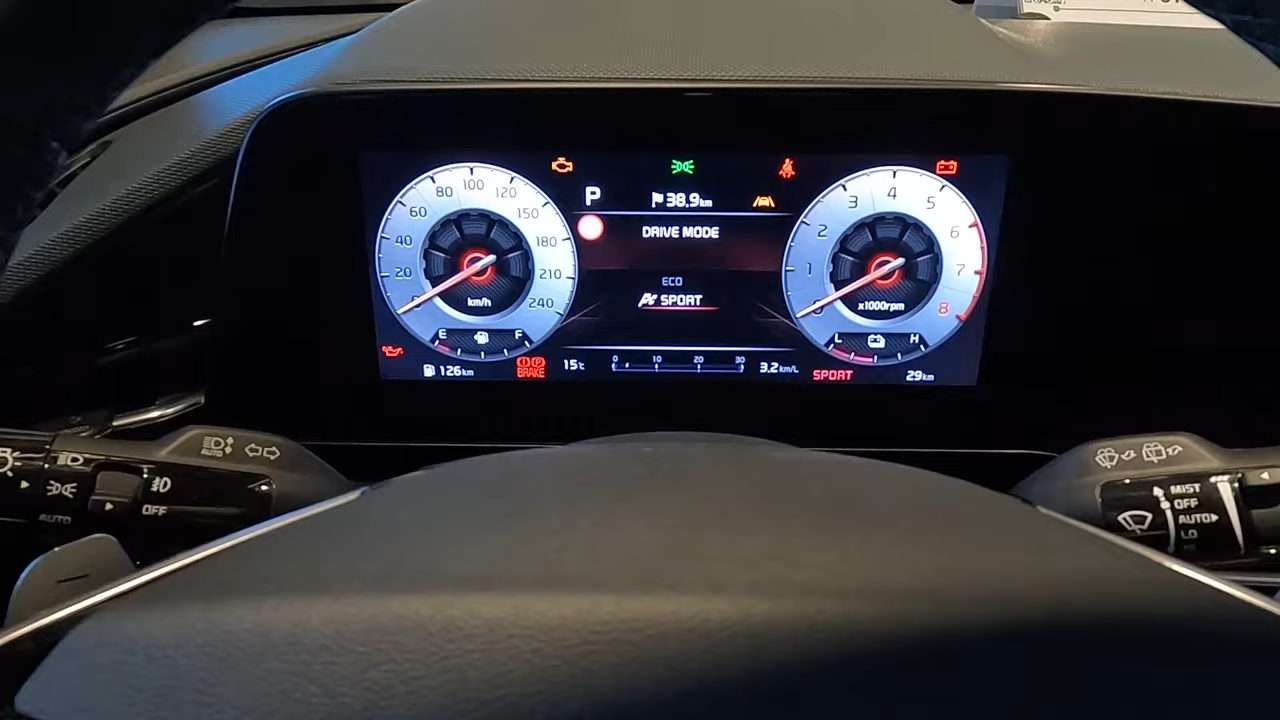 80 100 120
60 150
40 180
20 210
0 240
km/h
E F
126km
P
38.9km
DRIVE MODE
ECO
SPORT
BRAKE
15℃
0 10 20 30
3.2km/L
3 4 5
2 6
1 7
0 8
x1000rpm
L H
SPORT
29km
AUTO
AUTO
OFF
MIST
OFF
AUTO
LO